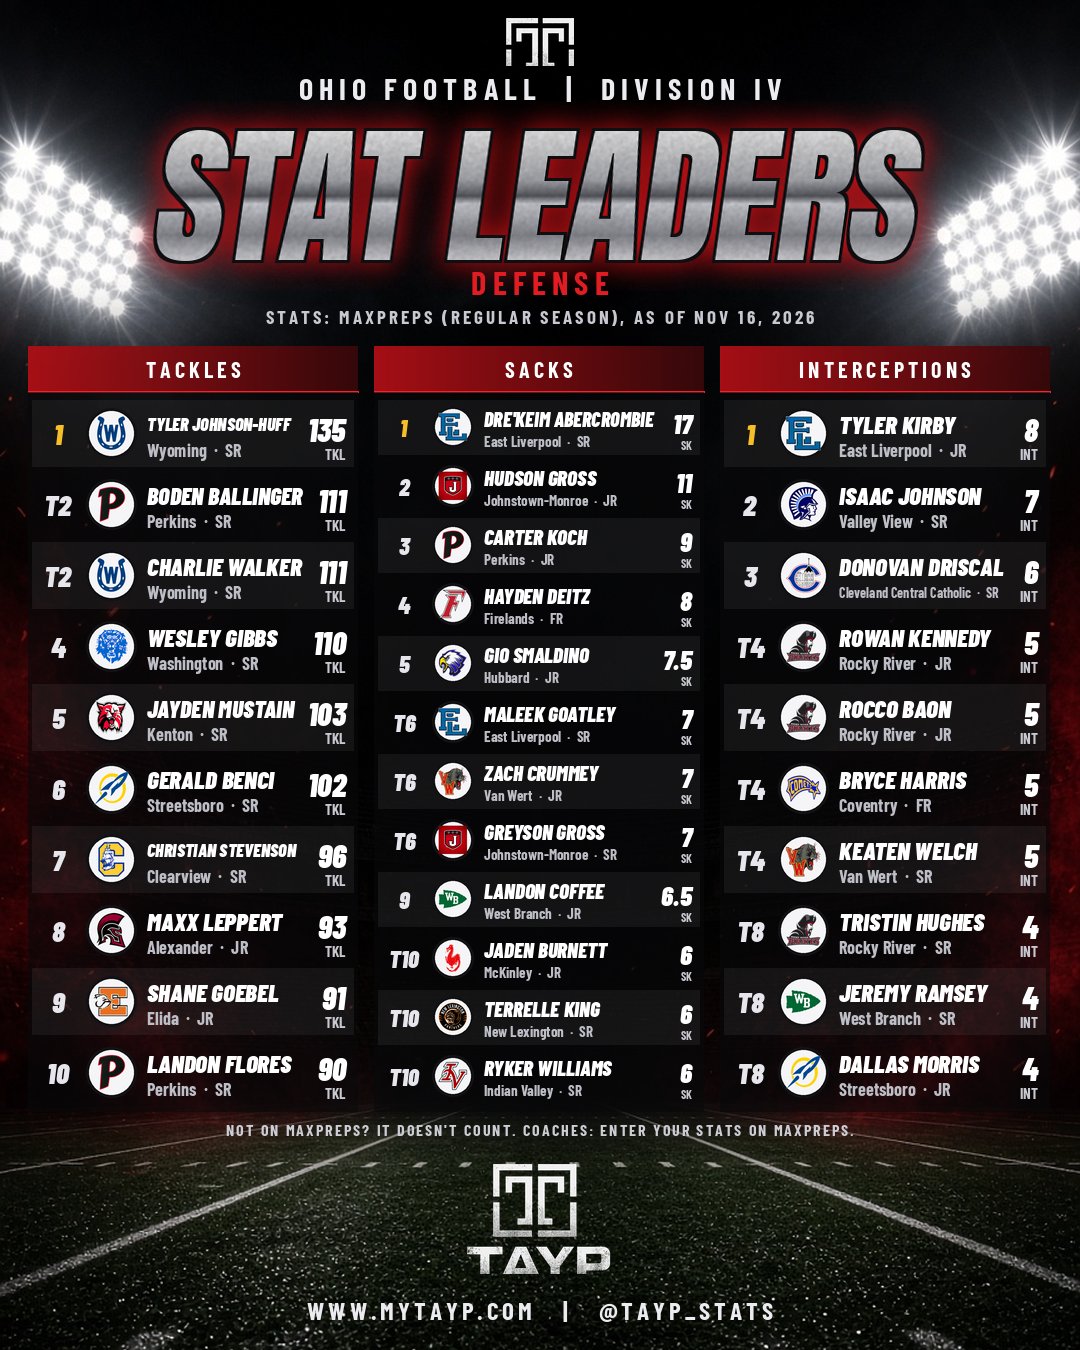 OHIO FOOTBALL | DIVISION IV
STAT LEADERS
DEFENSE
STATS: MAXPREPS (REGULAR SEASON), AS OF NOV 16, 2026
TACKLES
1 TYLER JOHNSON-HUFF 135
Wyoming · SR TKL
T2 BODEN BALLINGER 111
Perkins · SR TKL
T2 CHARLIE WALKER 111
Wyoming · SR TKL
4 WESLEY GIBBS 110
Washington · SR TKL
5 JAYDEN MUSTAIN 103
Kenton · SR TKL
6 GERALD BENCI 102
Streetsboro · SR TKL
7 CHRISTIAN STEVENSON 96
Clearview · SR TKL
8 MAXX LEPPERT 93
Alexander · JR TKL
9 SHANE GOEBEL 91
Elida · JR TKL
10 LANDON FLORES 90
Perkins · SR TKL
SACKS
1 DRE'KEIM ABERCROMBIE 17
East Liverpool · SR SK
2 HUDSON GROSS 11
Johnstown-Monroe · JR SK
3 CARTER KOCH 9
Perkins · JR SK
4 HAYDEN DEITZ 8
Firelands · FR SK
5 GIO SMALDINO 7.5
Hubbard · JR SK
T6 MALEEK GOATLEY 7
East Liverpool · SR SK
T6 ZACH CRUMMEY 7
Van Wert · JR SK
T6 GREYSON GROSS 7
Johnstown-Monroe · SR SK
9 LANDON COFFEE 6.5
West Branch · JR SK
T10 JADEN BURNETT 6
McKinley · JR SK
T10 TERRELLE KING 6
New Lexington · SR SK
T10 RYKER WILLIAMS 6
Indian Valley · SR SK
INTERCEPTIONS
1 TYLER KIRBY 8
East Liverpool · JR INT
2 ISAAC JOHNSON 7
Valley View · SR INT
3 DONOVAN DRISCAL 6
Cleveland Central Catholic · SR INT
T4 ROWAN KENNEDY 5
Rocky River · JR INT
T4 ROCCO BAON 5
Rocky River · JR INT
T4 BRYCE HARRIS 5
Coventry · FR INT
T4 KEATEN WELCH 5
Van Wert · SR INT
T8 TRISTIN HUGHES 4
Rocky River · SR INT
T8 JEREMY RAMSEY 4
West Branch · SR INT
T8 DALLAS MORRIS 4
Streetsboro · JR INT
NOT ON MAXPREPS? IT DOESN'T COUNT. COACHES: ENTER YOUR STATS ON MAXPREPS.
TAYP
WWW.MYTAYP.COM | @TAYP_STATS